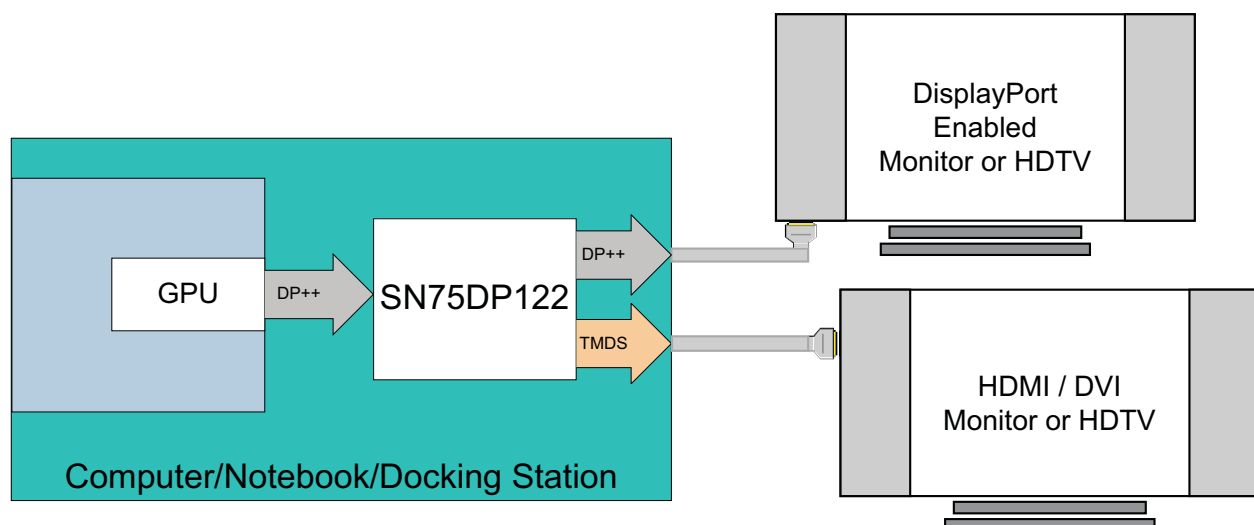 DisplayPort
Enabled
Monitor or HDTV
GPU
DP++
SN75DP122
DP++
TMDS
HDMI / DVI
Monitor or HDTV
Computer/Notebook/Docking Station